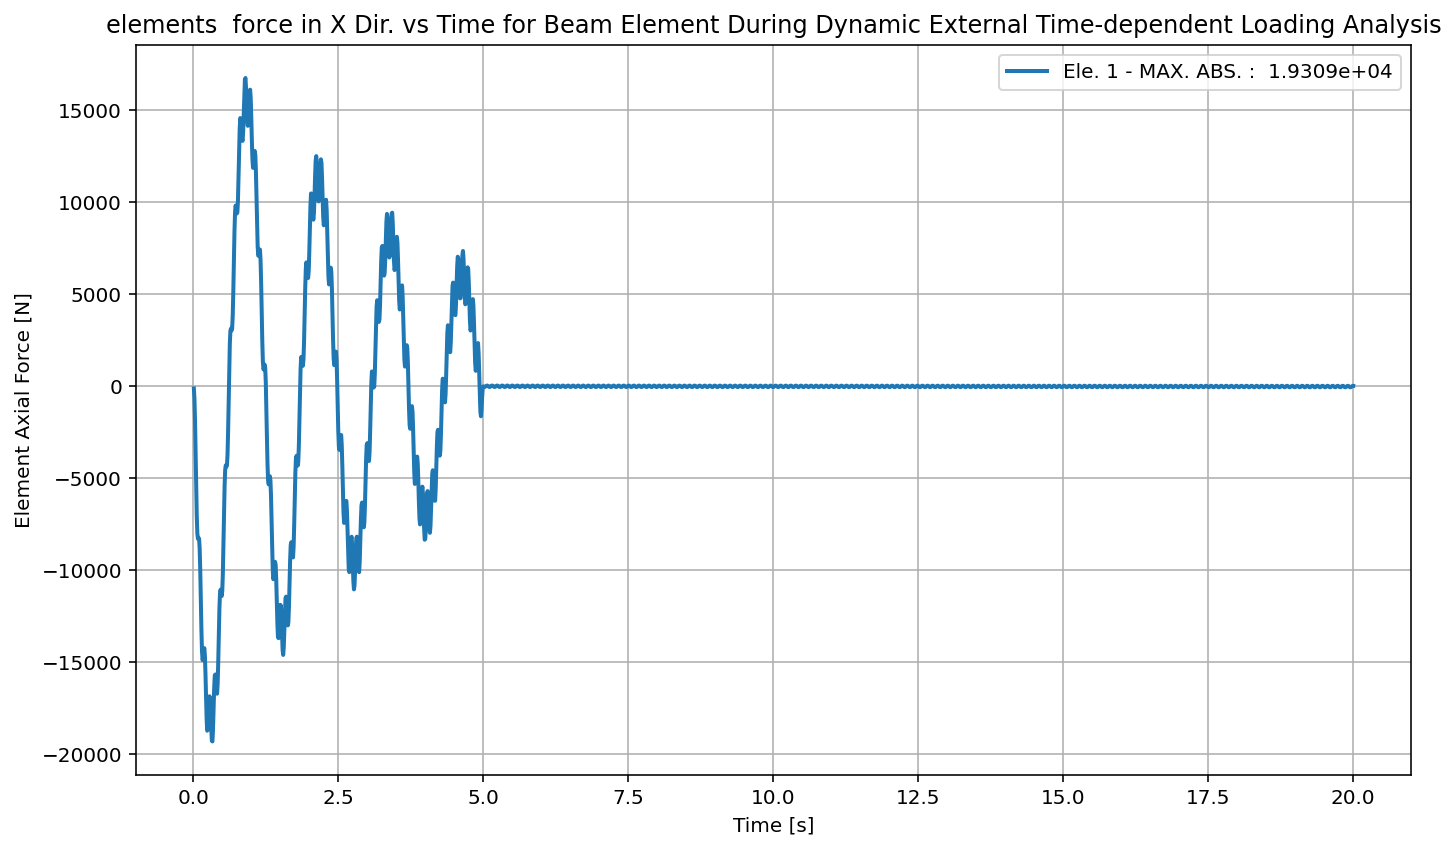 elements  force in X Dir. vs Time for Beam Element During Dynamic External Time-dependent Loading Analysis
Ele. 1 - MAX. ABS. :  1.9309e+04
15000
10000
5000
0
−5000
−10000
−15000
−20000
Element Axial Force [N]
0.0 2.5 5.0 7.5 10.0 12.5 15.0 17.5 20.0
Time [s]